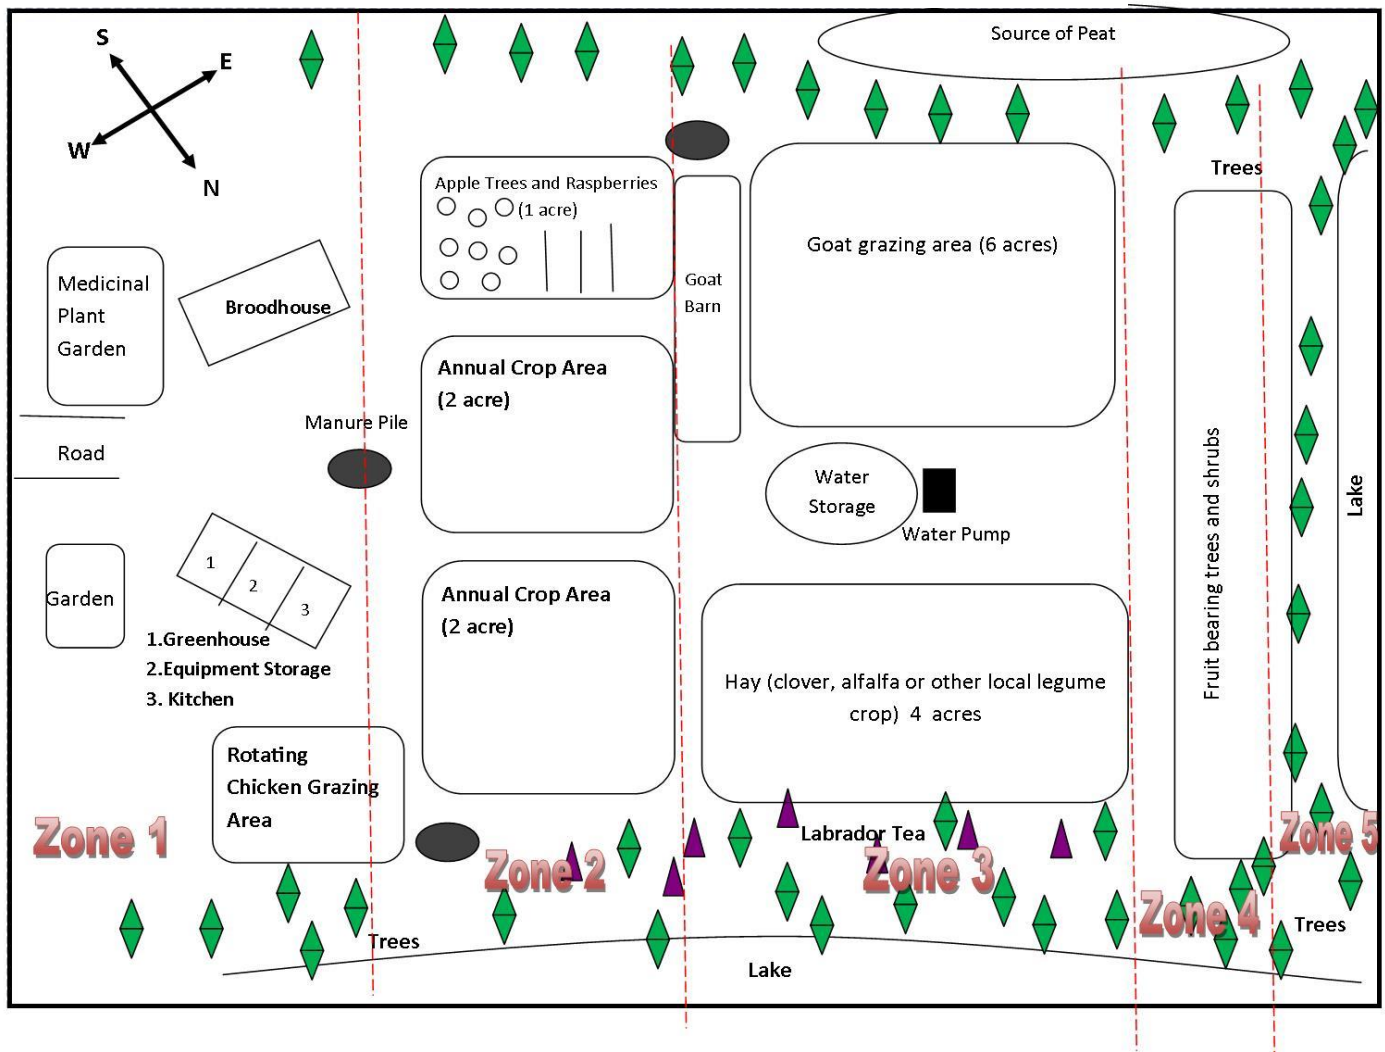 S
E
W
N
Source of Peat
Trees
Apple Trees and Raspberries
(1 acre)
Goat grazing area (6 acres)
Goat
Barn
Medicinal
Plant
Garden
Broodhouse
Annual Crop Area
(2 acre)
Manure Pile
Road
Water
Storage
Water Pump
Fruit bearing trees and shrubs
Lake
1
2
3
Garden
1.Greenhouse
2.Equipment Storage
3. Kitchen
Annual Crop Area
(2 acre)
Hay (clover, alfalfa or other local legume
crop) 4 acres
Rotating
Chicken Grazing
Area
Labrador Tea
Zone 1
Zone 2
Zone 3
Zone 4
Zone 5
Trees
Trees
Lake